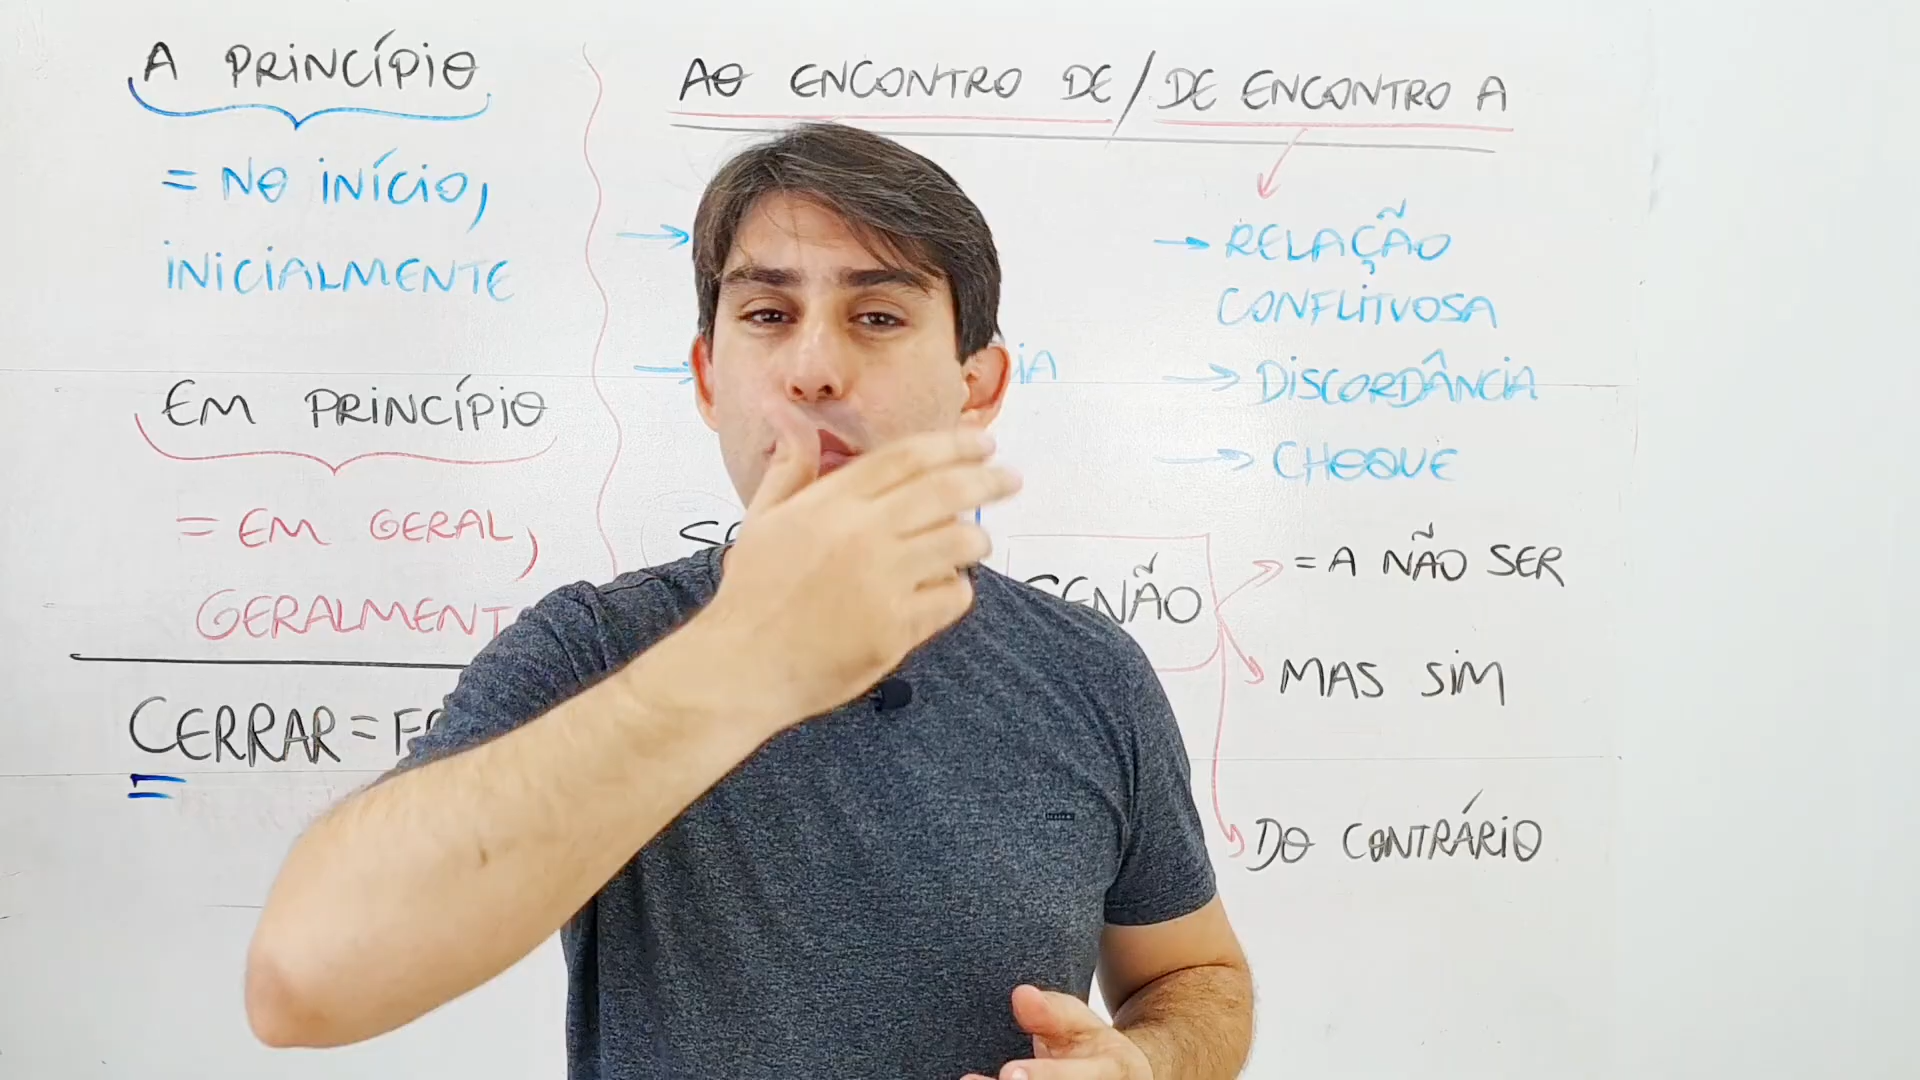 A PRINCÍPIO
= NO INÍCIO,
INICIALMENTE
EM PRINCÍPIO
= EM GERAL,
CERRAR =
AO ENCONTRO DE / DE ENCONTRO A
→
→
→ RELAÇÃO
CONFLITUOSA
→ DISCORDÂNCIA
→ CHOQUE
= A NÃO SER
MAS SIM
DO CONTRÁRIO